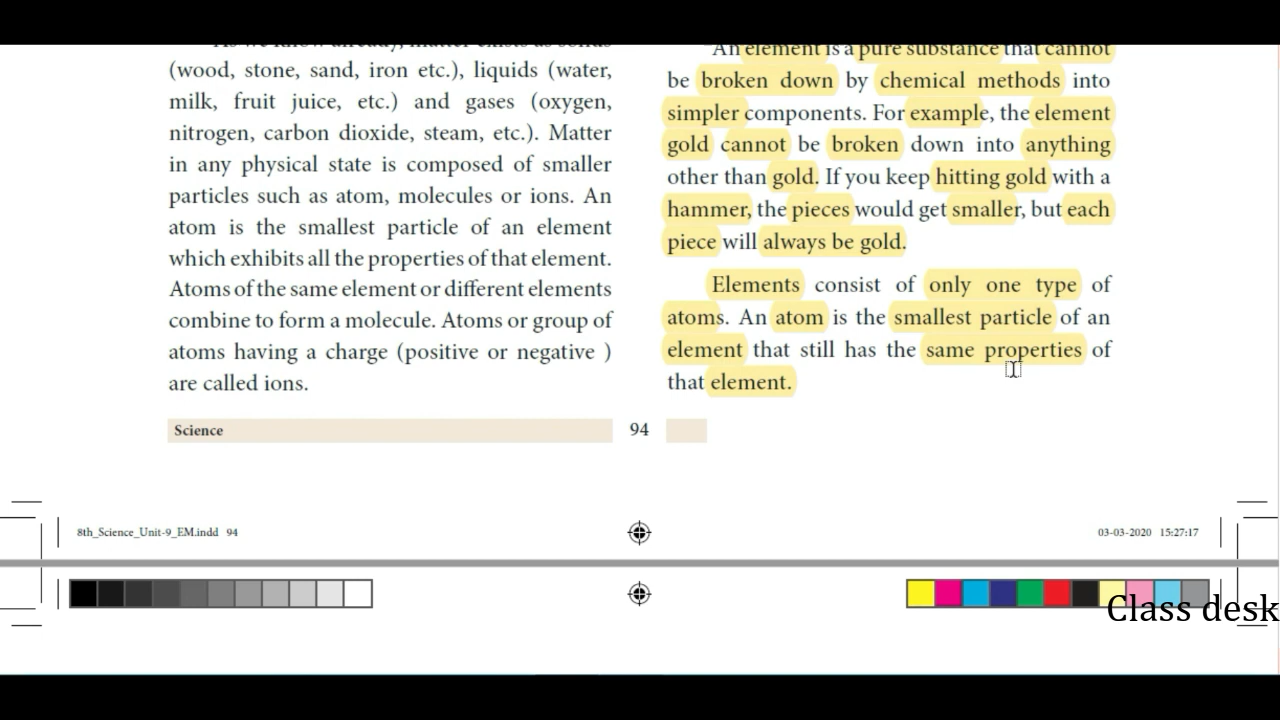 As we know already, matter exists as solids
(wood, stone, sand, iron etc.), liquids (water,
milk, fruit juice, etc.) and gases (oxygen,
nitrogen, carbon dioxide, steam, etc.). Matter
in any physical state is composed of smaller
particles such as atom, molecules or ions. An
atom is the smallest particle of an element
which exhibits all the properties of that element.
Atoms of the same element or different elements
combine to form a molecule. Atoms or group of
atoms having a charge (positive or negative )
are called ions.
An element is a pure substance that cannot
be broken down by chemical methods into
simpler components. For example, the element
gold cannot be broken down into anything
other than gold. If you keep hitting gold with a
hammer, the pieces would get smaller, but each
piece will always be gold.
Elements consist of only one type of
atoms. An atom is the smallest particle of an
element that still has the same properties of
that element.
Science
94
8th_Science_Unit-9_EM.indd 94
03-03-2020 15:27:17
Class desk